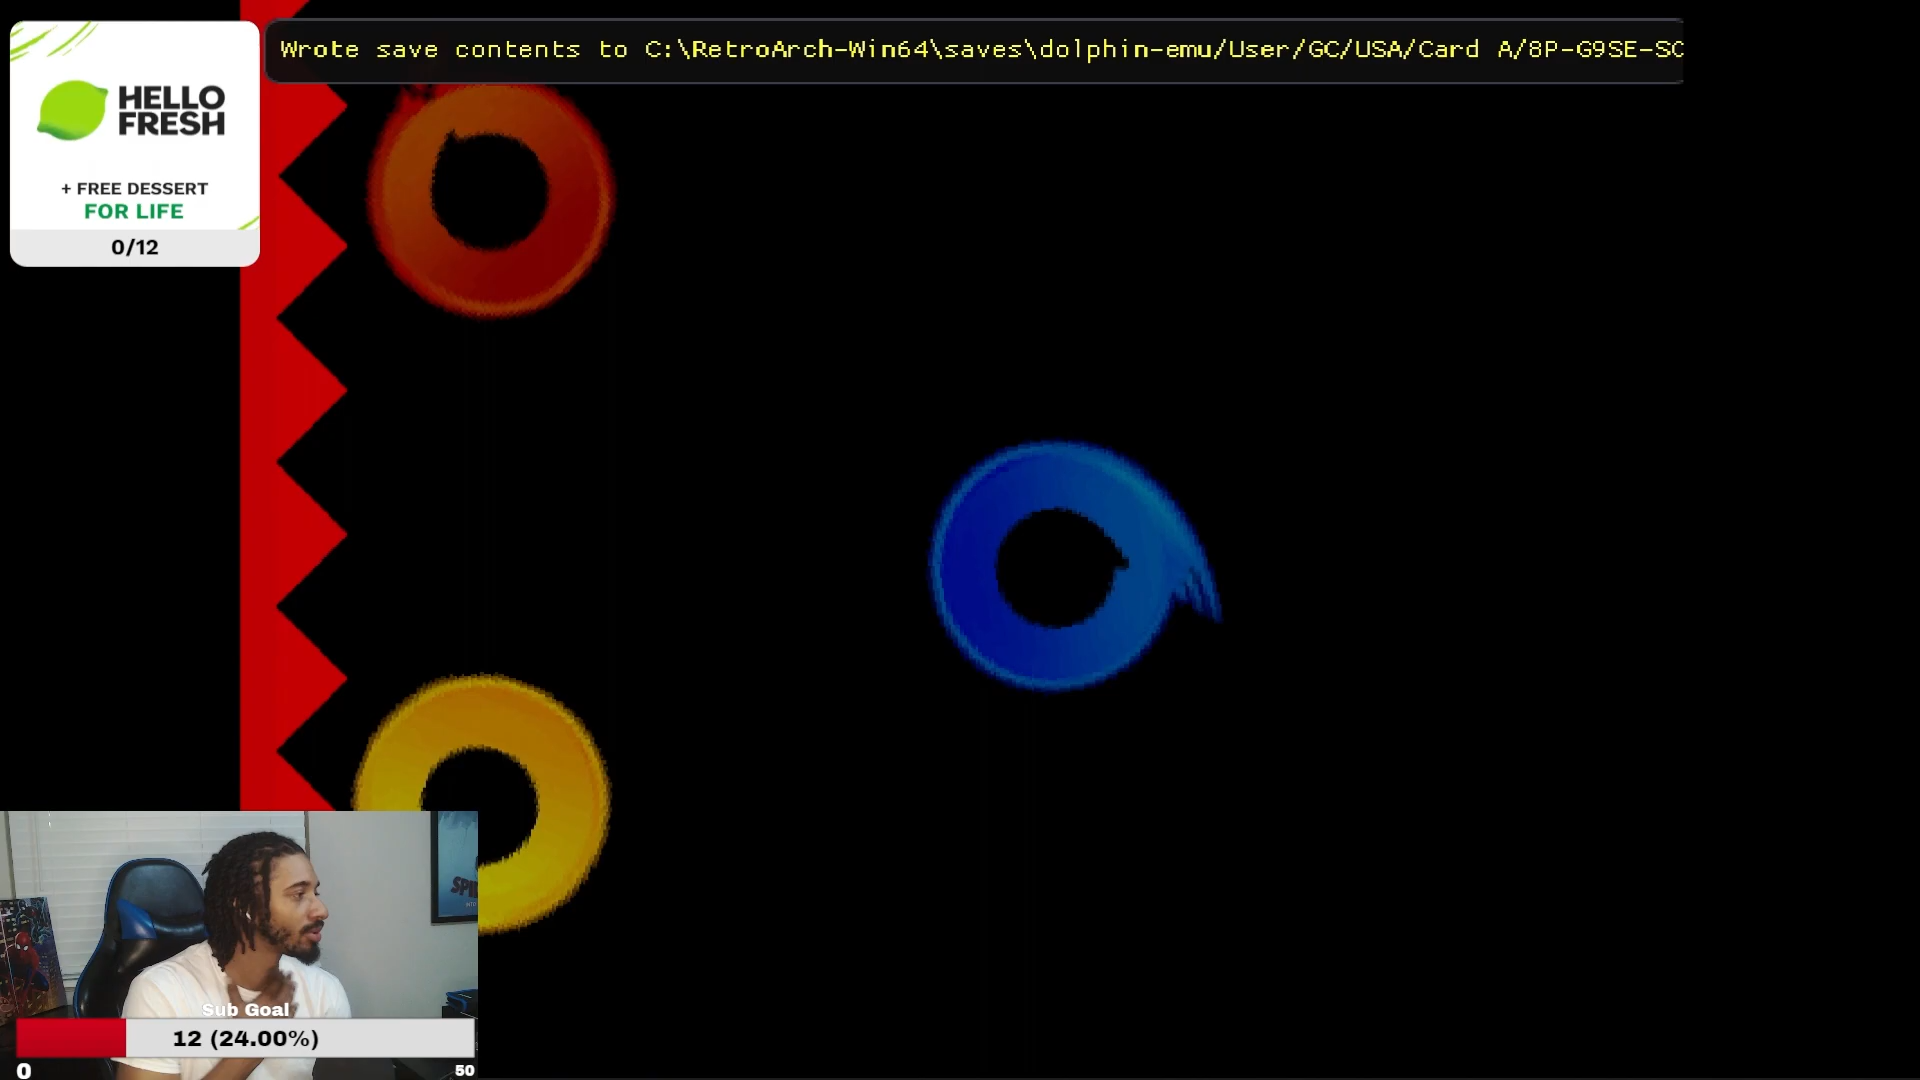 Wrote save contents to C:\RetroArch-Win64\saves\dolphin-emu/User/GC/USA/Card A/8P-G9SE-SC
HELLO
FRESH
+ FREE DESSERT
FOR LIFE
0/12
Sub Goal
12 (24.00%)
0
50